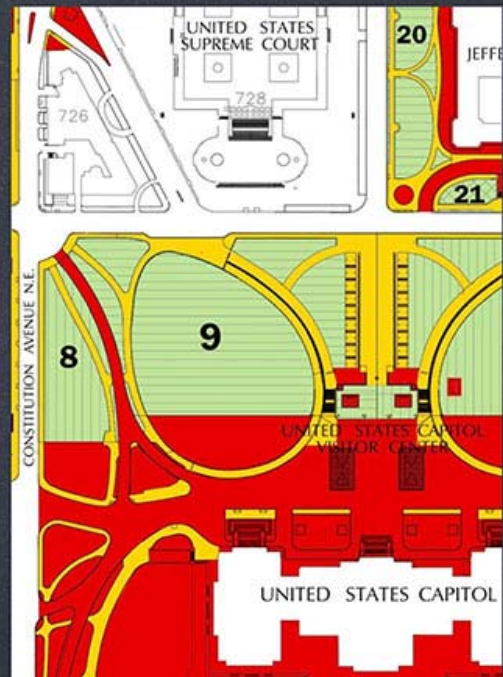 UNITED STATES
SUPREME COURT
20
726
728
21
CONSTITUTION AVENUE N.E.
8
9
UNITED STATES CAPITOL
VISITOR CENTER
UNITED STATES CAPITOL